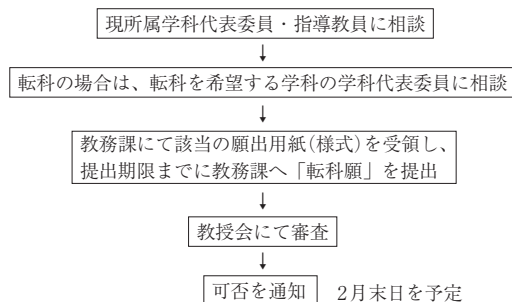 現所属学科代表委員・指導教員に相談
転科の場合は、転科を希望する学科の学科代表委員に相談
教務課にて該当の願出用紙(様式)を受領し、
提出期限までに教務課へ「転科願」を提出
教授会にて審査
可否を通知 2月末日を予定